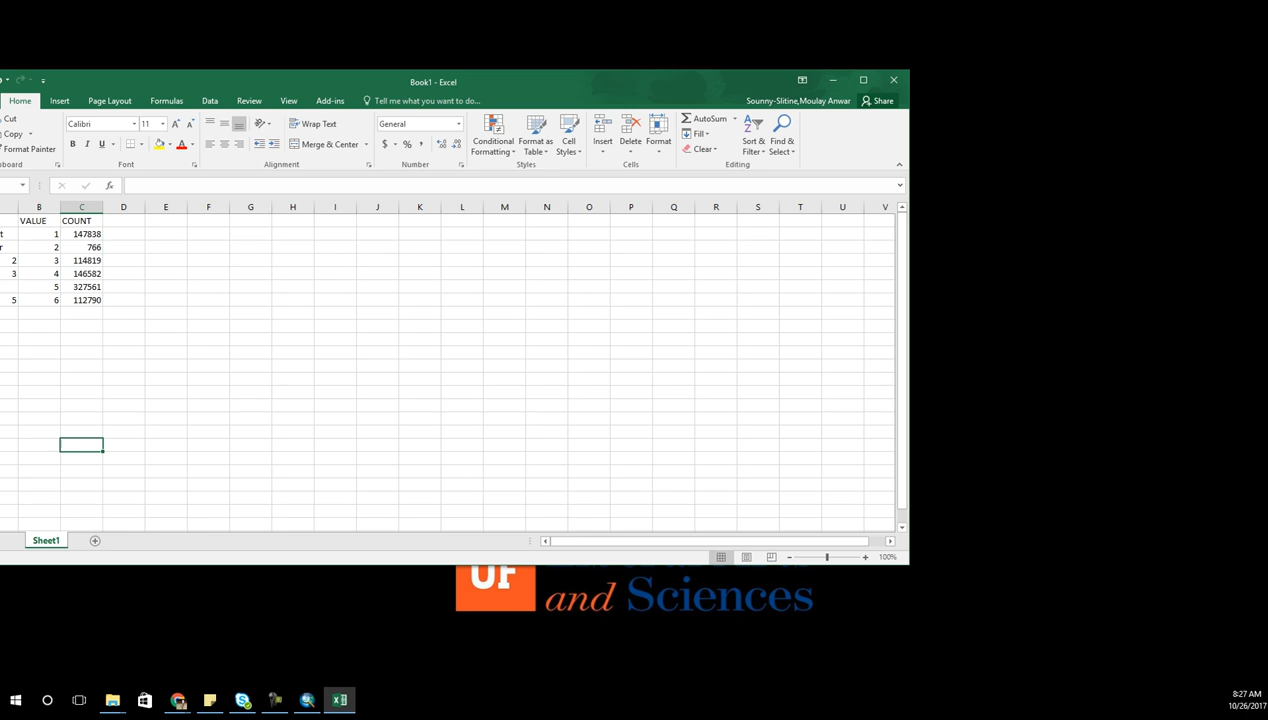 Book1 - Excel
Home Insert Page Layout Formulas Data Review View Add-ins Tell me what you want to do... Sounny-Slitine,Moulay Anwar Share
Cut
Copy
Format Painter
Calibri 11
B I U A
Wrap Text
Merge & Center
General
$ % ,
Conditional Formatting
Format as Table
Cell Styles
Insert Delete Format
AutoSum
Fill
Clear
Sort & Filter
Find & Select
Font Alignment Number Styles Cells Editing
fx
B C D E F G H I J K L M N O P Q R S T U V
VALUE COUNT
t 1 147838
r 2 766
2 3 114819
3 4 146582
5 327561
5 6 112790
Sheet1
100%
UF
and Sciences
8:27 AM
10/26/2017